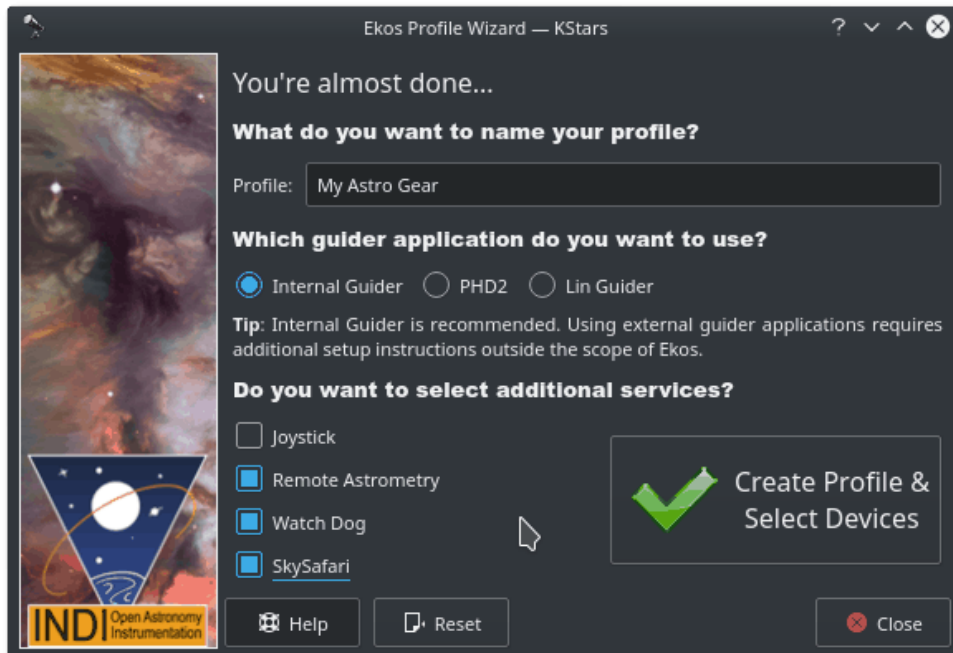 Ekos Profile Wizard — KStars
You're almost done...
What do you want to name your profile?
Profile: My Astro Gear
Which guider application do you want to use?
Internal Guider PHD2 Lin Guider
Tip: Internal Guider is recommended. Using external guider applications requires
additional setup instructions outside the scope of Ekos.
Do you want to select additional services?
Joystick
Remote Astrometry
Watch Dog
SkySafari
Create Profile &
Select Devices
INDI Open Astronomy
Instrumentation
Help Reset Close